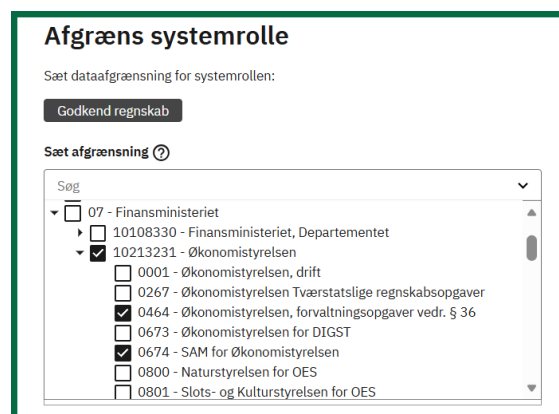 Afgræns systemrolle
Sæt dataafgrænsning for systemrollen:
Godkend regnskab
Sæt afgrænsning ?
Søg
07 - Finansministeriet
10108330 - Finansministeriet, Departementet
10213231 - Økonomistyrelsen
0001 - Økonomistyrelsen, drift
0267 - Økonomistyrelsen Tværstatslige regnskabsopgaver
0464 - Økonomistyrelsen, forvaltningsopgaver vedr. § 36
0673 - Økonomistyrelsen for DIGST
0674 - SAM for Økonomistyrelsen
0800 - Naturstyrelsen for OES
0801 - Slots- og Kulturstyrelsen for OES